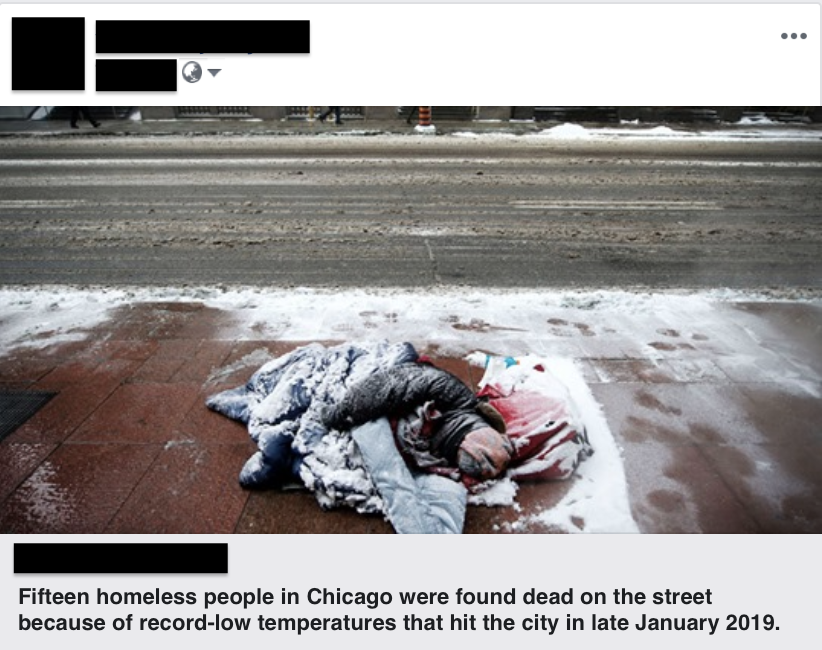 Fifteen homeless people in Chicago were found dead on the street
because of record-low temperatures that hit the city in late January 2019.